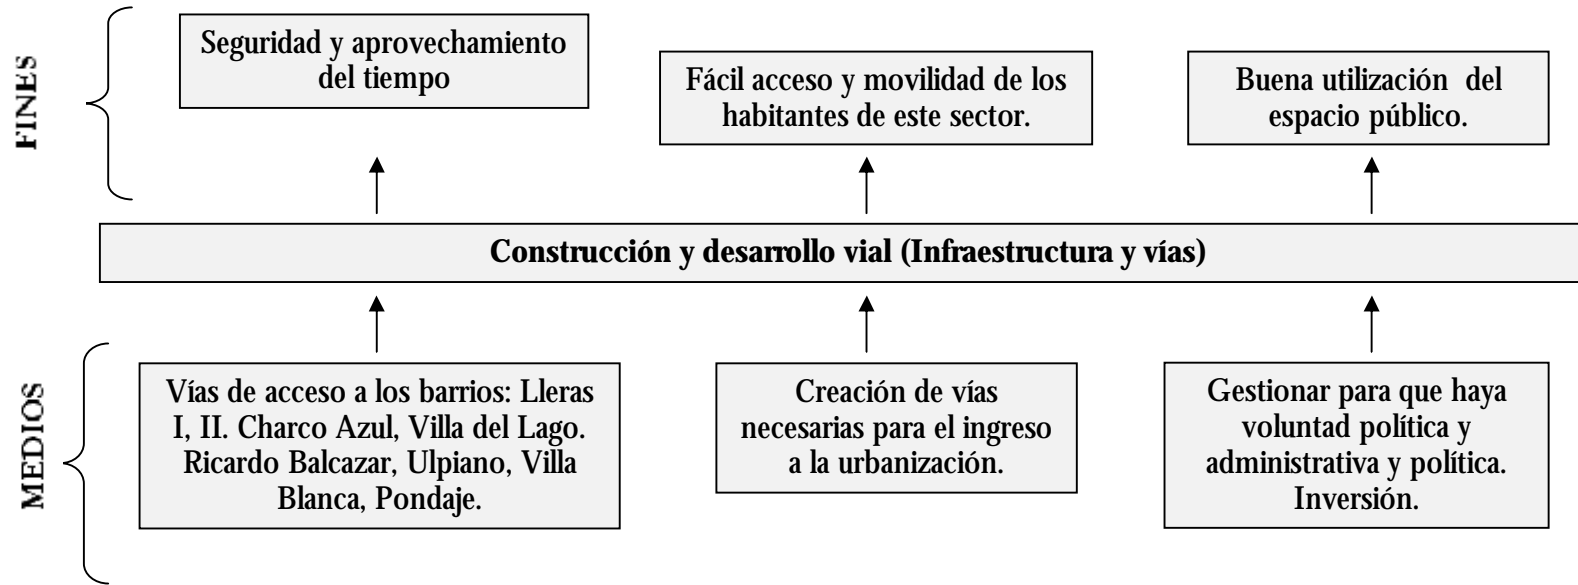 FINES
Seguridad y aprovechamiento
del tiempo
Fácil acceso y movilidad de los
habitantes de este sector.
Buena utilización del
espacio público.
Construcción y desarrollo vial (Infraestructura y vías)
MEDIOS
Vías de acceso a los barrios: Lleras
I, II. Charco Azul, Villa del Lago.
Ricardo Balcazar, Ulpiano, Villa
Blanca, Pondaje.
Creación de vías
necesarias para el ingreso
a la urbanización.
Gestionar para que haya
voluntad política y
administrativa y política.
Inversión.